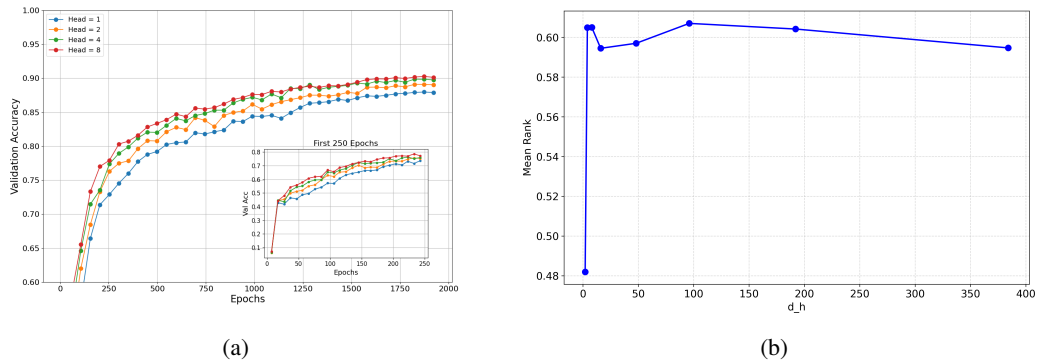 1.00
0.95
0.90
0.85
0.80
0.75
0.70
0.65
0.60
Validation Accuracy
Head = 1
Head = 2
Head = 4
Head = 8
First 250 Epochs
0.8
0.7
0.6
0.5
0.4
0.3
0.2
0.1
Val Acc
0 50 100 150 200 250
Epochs
0 250 500 750 1000 1250 1500 1750 2000
Epochs
(a)
0.60
0.58
0.56
0.54
0.52
0.50
0.48
Mean Rank
0 50 100 150 200 250 300 350 400
d_h
(b)